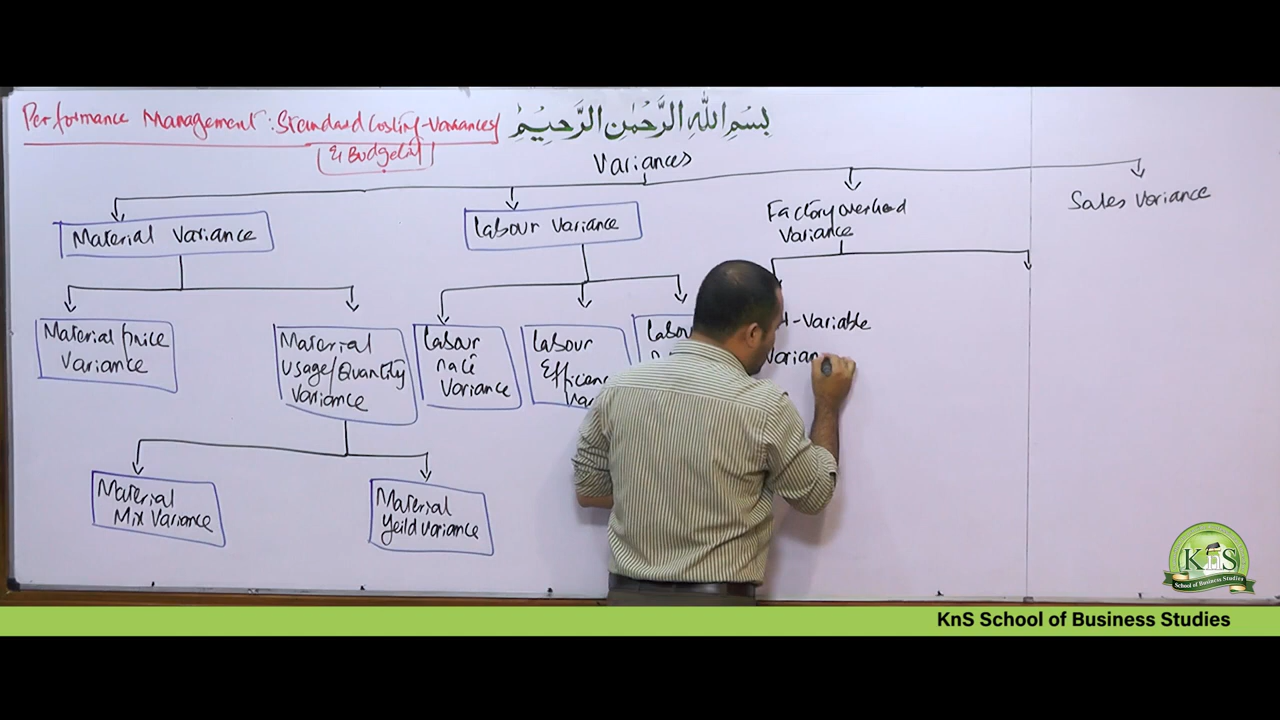 Performance Management: Standard Costing-Variances
& Budgeting
بِسْمِ اللهِ الرَّحْمٰنِ الرَّحِيْمِ
Variances
Material Variance
Labour Variance
Factory overhead
Variance
Sales Variance
Material price
Variance
Material
Usage/Quantity
Variance
Labour
rate
Variance
Labour
Efficiency
Labour
-Variable
Varian
Material
Mix Variance
Material
Yeild Variance
KnS
School of Business Studies
KnS School of Business Studies